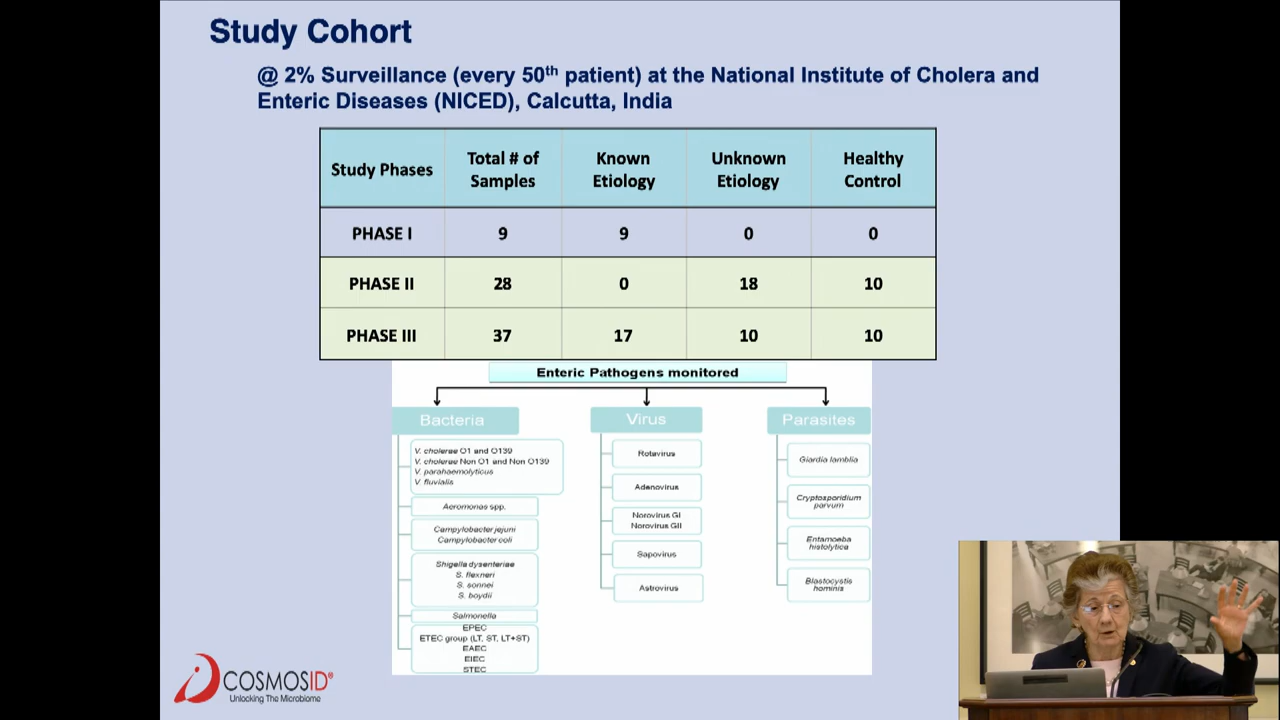 Study Cohort
@ 2% Surveillance (every 50th patient) at the National Institute of Cholera and
Enteric Diseases (NICED), Calcutta, India
Study Phases Total # of Samples Known Etiology Unknown Etiology Healthy Control
PHASE I 9 9 0 0
PHASE II 28 0 18 10
PHASE III 37 17 10 10
Enteric Pathogens monitored
Bacteria
V. cholerae O1 and O139
V. cholerae Non O1 and Non O139
V. parahaemolyticus
V. fluvialis
Aeromonas spp.
Campylobacter jejuni
Campylobacter coli
Shigella dysenteriae
S. flexneri
S. sonnei
S. boydii
Salmonella
EPEC
ETEC group (LT, ST, LT+ST)
EAEC
EIEC
STEC
Virus
Rotavirus
Adenovirus
Norovirus GI
Norovirus GII
Sapovirus
Astrovirus
Parasites
Giardia lamblia
Cryptosporidium
parvum
Entamoeba
histolytica
Blastocystis
hominis
COSMOSID®
Unlocking The Microbiome